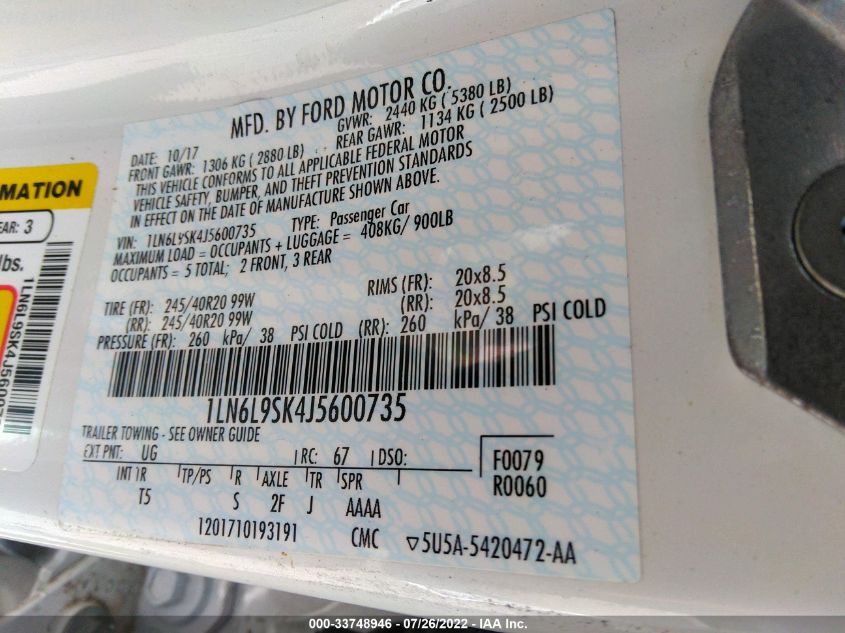 MFD. BY FORD MOTOR CO.
DATE: 10/17 GVWR: 2440 KG ( 5380 LB)
FRONT GAWR: 1306 KG ( 2880 LB) REAR GAWR: 1134 KG ( 2500 LB)
THIS VEHICLE CONFORMS TO ALL APPLICABLE FEDERAL MOTOR
VEHICLE SAFETY, BUMPER, AND THEFT PREVENTION STANDARDS
IN EFFECT ON THE DATE OF MANUFACTURE SHOWN ABOVE.
VIN: 1LN6L9SK4J5600735 TYPE: Passenger Car
MAXIMUM LOAD = OCCUPANTS + LUGGAGE = 408KG/ 900LB
OCCUPANTS = 5 TOTAL; 2 FRONT, 3 REAR
TIRE (FR): 245/40R20 99W RIMS (FR): 20x8.5
(RR): 245/40R20 99W (RR): 20x8.5
PRESSURE (FR): 260 kPa/ 38 PSI COLD (RR): 260 kPa/ 38 PSI COLD
1LN6L9SK4J5600735
TRAILER TOWING - SEE OWNER GUIDE
EXT PNT: UG RC: 67 DSO: F0079
R0060
INT TR TP/PS R AXLE TR SPR
T5 S 2F J AAAA
1201710193191 CMC 5U5A-5420472-AA
RMATION
EAR: 3
lbs.
1LN6L9SK4J56007
000-33748946 - 07/26/2022 - IAA Inc.